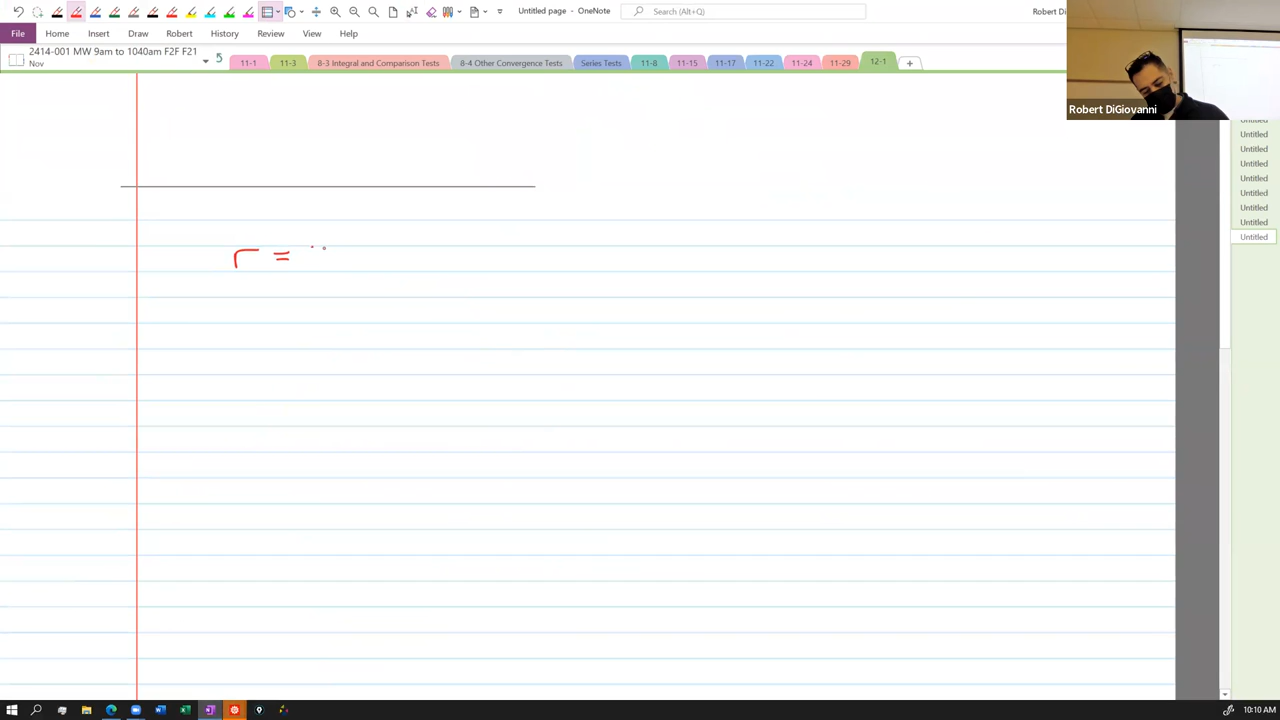 Untitled page - OneNote
Search (Alt+Q)
Robert Di
File Home Insert Draw Robert History Review View Help
2414-001 MW 9am to 1040am F2F F21
Nov
11-1 11-3 8-3 Integral and Comparison Tests 8-4 Other Convergence Tests Series Tests 11-8 11-15 11-17 11-22 11-24 11-29 12-1
Robert DiGiovanni
Untitled
Untitled
Untitled
Untitled
Untitled
Untitled
Untitled
Untitled
Untitled
r =
10:10 AM